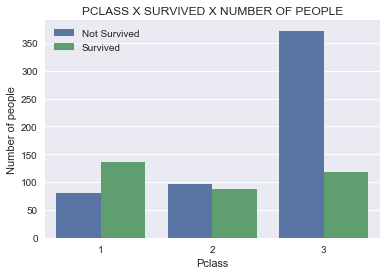 PCLASS X SURVIVED X NUMBER OF PEOPLE
Not Survived
Survived
350
300
250
200
150
100
50
0
Number of people
1 2 3
Pclass